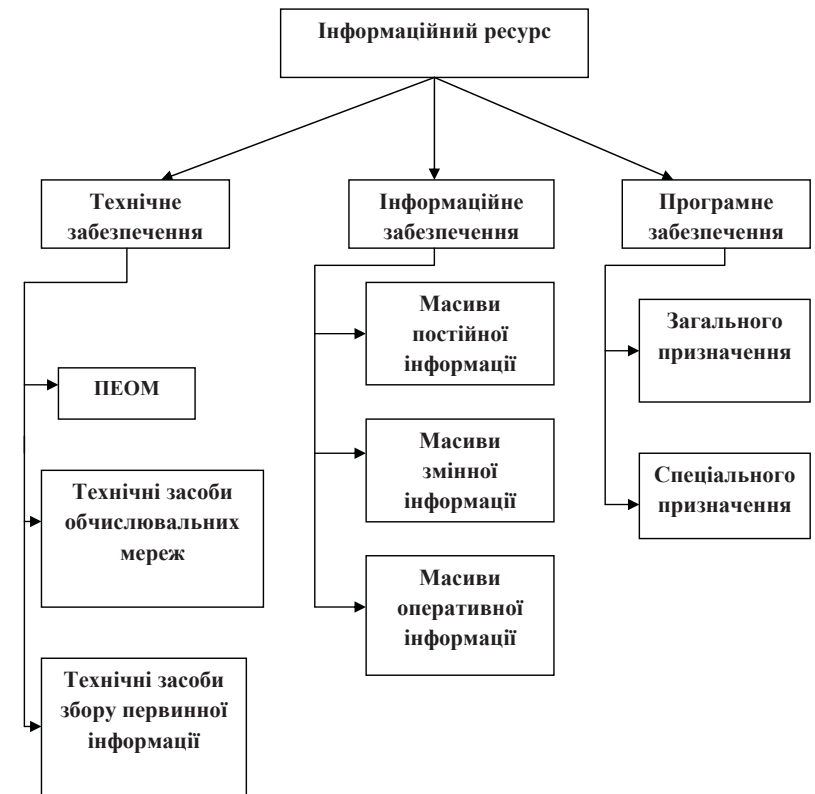 Інформаційний ресурс
Технічне
забезпечення
Інформаційне
забезпечення
Програмне
забезпечення
ПЕОМ
Технічні засоби
обчислювальних
мереж
Технічні засоби
збору первинної
інформації
Масиви
постійної
інформації
Масиви
змінної
інформації
Масиви
оперативної
інформації
Загального
призначення
Спеціального
призначення